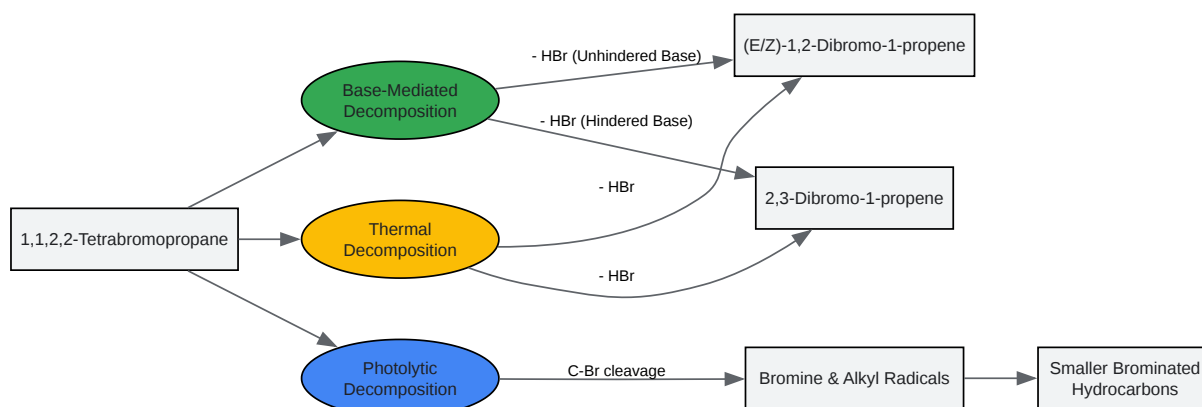 (E/Z)-1,2-Dibromo-1-propene
- HBr (Unhindered Base)
Base-Mediated
Decomposition
- HBr (Hindered Base)
2,3-Dibromo-1-propene
- HBr
1,1,2,2-Tetrabromopropane
Thermal
Decomposition
- HBr
Photolytic
Decomposition
C-Br cleavage
Bromine & Alkyl Radicals
Smaller Brominated
Hydrocarbons